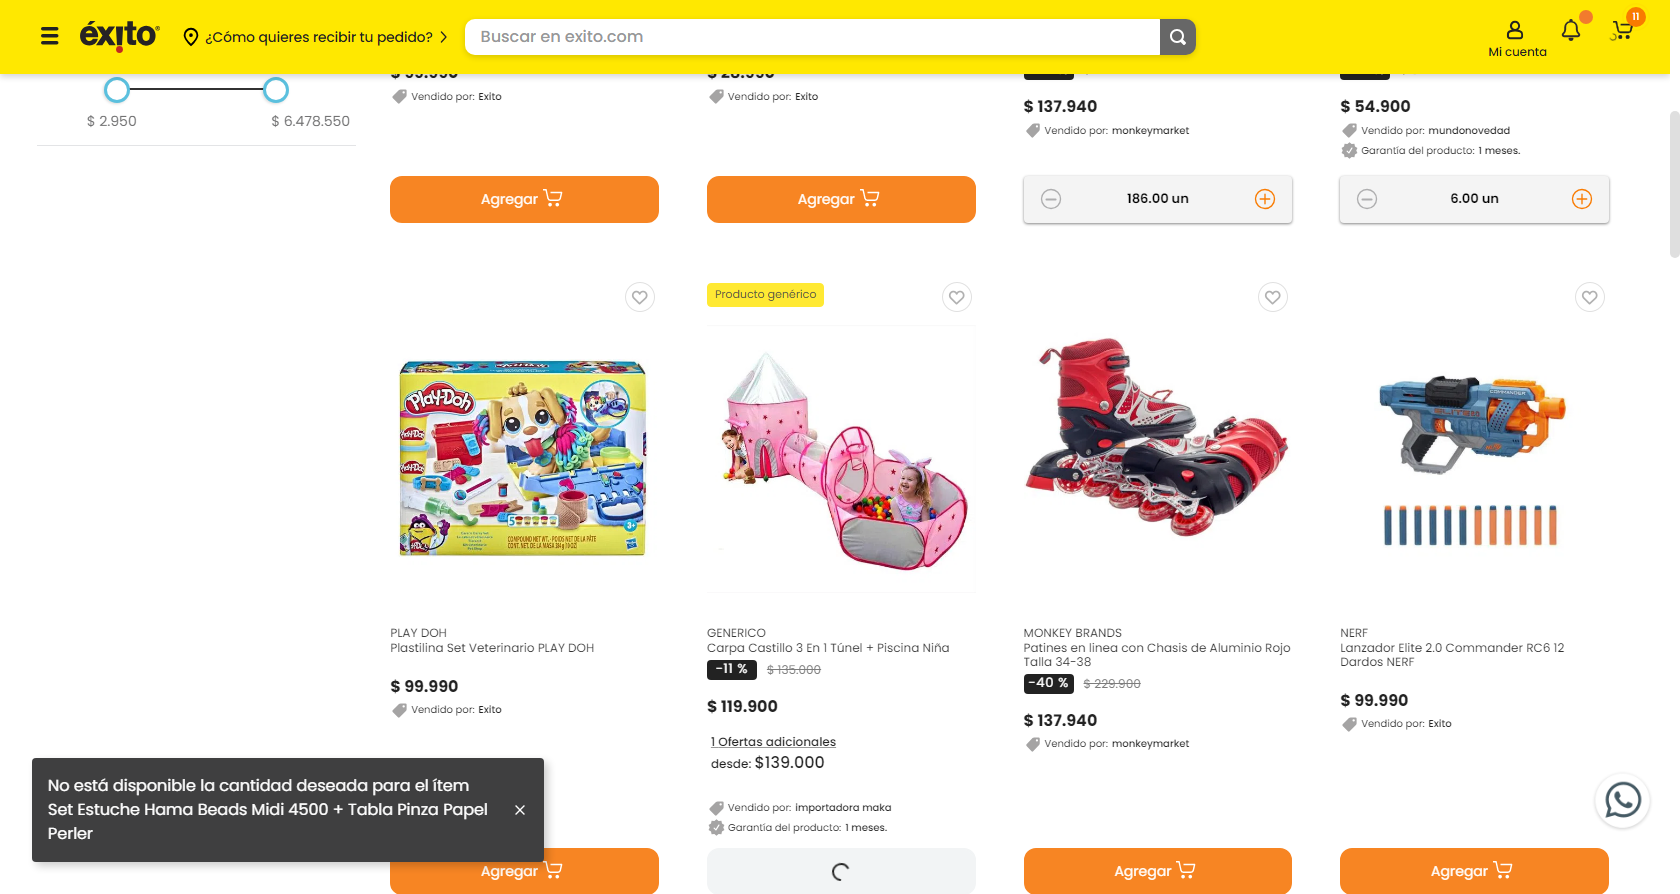 éxito
¿Cómo quieres recibir tu pedido?
Buscar en exito.com
Mi cuenta
11
$ 2.950
$ 6.478.550
$ 99.990
Vendido por: Exito
Agregar
$ 28.990
Vendido por: Exito
Agregar
$ 137.940
Vendido por: monkeymarket
186.00 un
$ 54.900
Vendido por: mundonovedad
Garantía del producto: 1 meses.
6.00 un
Play-Doh
PLAY DOH
Plastilina Set Veterinario PLAY DOH
$ 99.990
Vendido por: Exito
Agregar
Producto genérico
GENERICO
Carpa Castillo 3 En 1 Túnel + Piscina Niña
-11 % $ 135.000
$ 119.900
1 Ofertas adicionales
desde: $139.000
Vendido por: importadora maka
Garantía del producto: 1 meses.
MONKEY BRANDS
Patines en linea con Chasis de Aluminio Rojo
Talla 34-38
-40 % $ 229.900
$ 137.940
Vendido por: monkeymarket
Agregar
NERF
Lanzador Elite 2.0 Commander RC6 12
Dardos NERF
$ 99.990
Vendido por: Exito
Agregar
No está disponible la cantidad deseada para el ítem
Set Estuche Hama Beads Midi 4500 + Tabla Pinza Papel
Perler